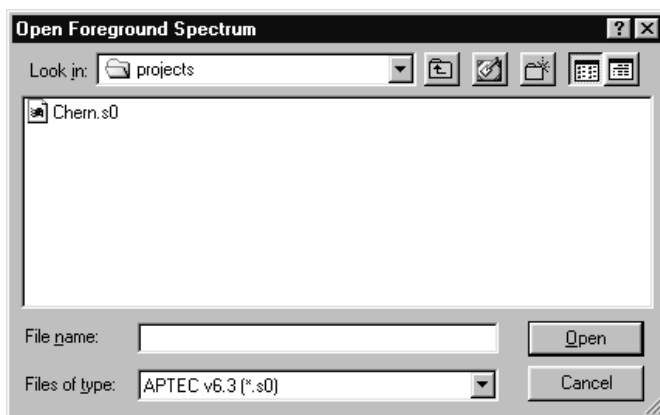 Open Foreground Spectrum
Look in: projects
Chern.s0
File name:
Open
Files of type: APTEC v6.3 (*.s0)
Cancel